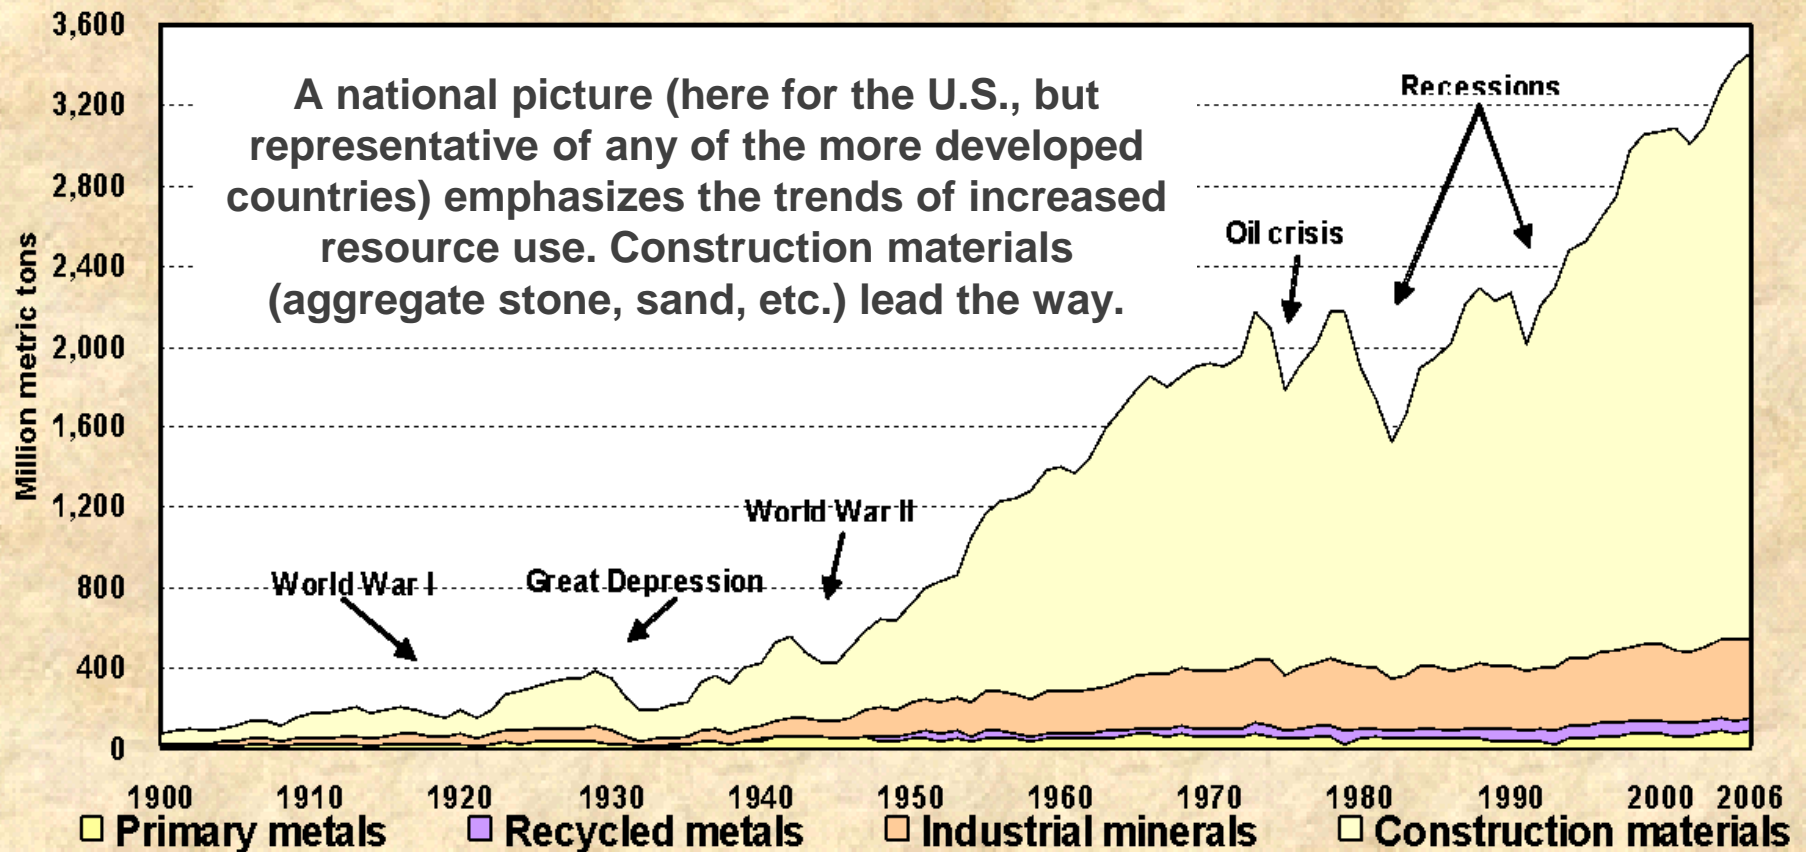 3,600
A national picture (here for the U.S., but
representative of any of the more developed
countries) emphasizes the trends of increased
resource use. Construction materials
(aggregate stone, sand, etc.) lead the way.
Recessions
3,200
2,800
Oil crisis
2,400
2,000
1,600
World War II
1,200
World War I
Great Depression
800
400
0
Million metric tons
1900 1910 1920 1930 1940 1950 1960 1970 1980 1990 2000 2006
Primary metals Recycled metals Industrial minerals Construction materials